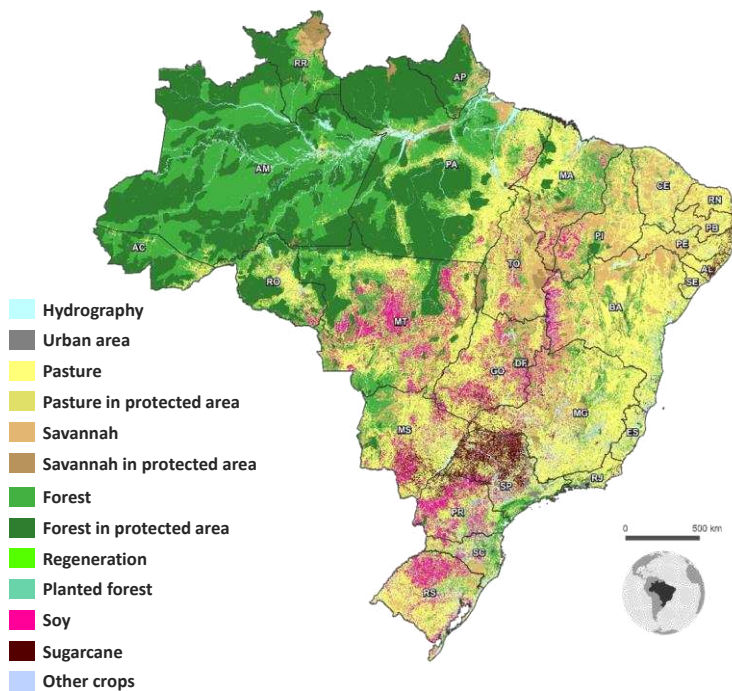 RR
AP
AM
PA
MA
CE
RN
PB
PE
AL
SE
PI
AC
TO
RO
BA
MT
DF
GO
MG
MS
ES
SP
RJ
PR
SC
RS
Hydrography
Urban area
Pasture
Pasture in protected area
Savannah
Savannah in protected area
Forest
Forest in protected area
Regeneration
Planted forest
Soy
Sugarcane
Other crops
0 500 km